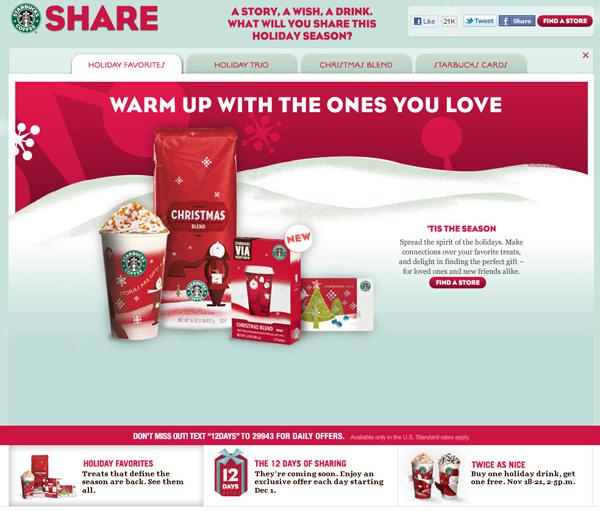 SHARE
A STORY, A WISH, A DRINK.
WHAT WILL YOU SHARE THIS
HOLIDAY SEASON?
Like 21K Tweet Share FIND A STORE
HOLIDAY FAVORITES HOLIDAY TRIO CHRISTMAS BLEND STARBUCKS CARDS
WARM UP WITH THE ONES YOU LOVE
CHRISTMAS
BLEND
STORIES ARE GIFTS
STARBUCKS
VIA
NEW
CHRISTMAS BLEND
'TIS THE SEASON
Spread the spirit of the holidays. Make
connections over your favorite treats,
and delight in finding the perfect gift –
for loved ones and new friends alike.
FIND A STORE
DON'T MISS OUT! TEXT "12DAYS" TO 29943 FOR DAILY OFFERS. Available only in the U.S. Standard rates apply.
HOLIDAY FAVORITES
Treats that define the
season are back. See them
all.
12
DAYS
THE 12 DAYS OF SHARING
They're coming soon. Enjoy an
exclusive offer each day starting
Dec 1.
TWICE AS NICE
Buy one holiday drink, get
one free. Nov 18-21, 2-5p.m.